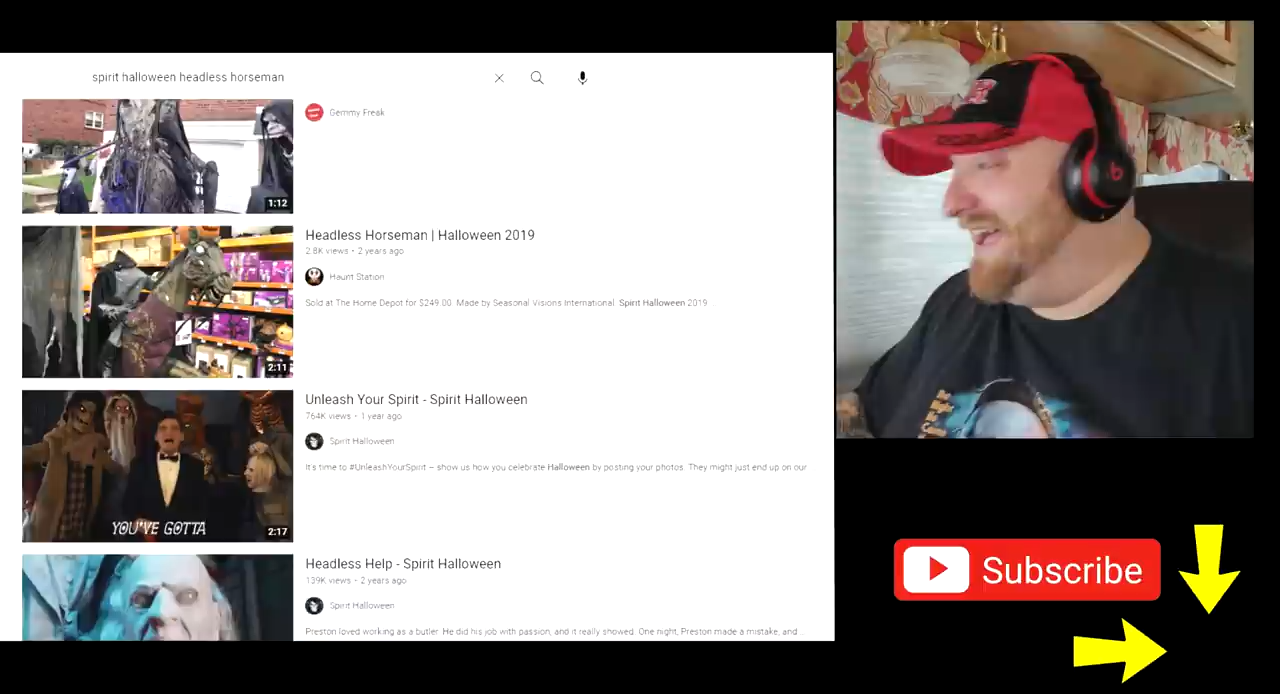 spirit halloween headless horseman
Gemmy Freak
1:12
Headless Horseman | Halloween 2019
2.8K views • 2 years ago
Haunt Station
Sold at The Home Depot for $249.00. Made by Seasonal Visions International. Spirit Halloween 2019
2:11
Unleash Your Spirit - Spirit Halloween
764K views • 1 year ago
Spirit Halloween
It's time to #UnleashYourSpirit – show us how you celebrate Halloween by posting your photos. They might just end up on our
YOU'VE GOTTA
2:17
Headless Help - Spirit Halloween
139K views • 2 years ago
Spirit Halloween
Preston loved working as a butler. He did his job with passion, and it really showed. One night, Preston made a mistake, and...
Subscribe